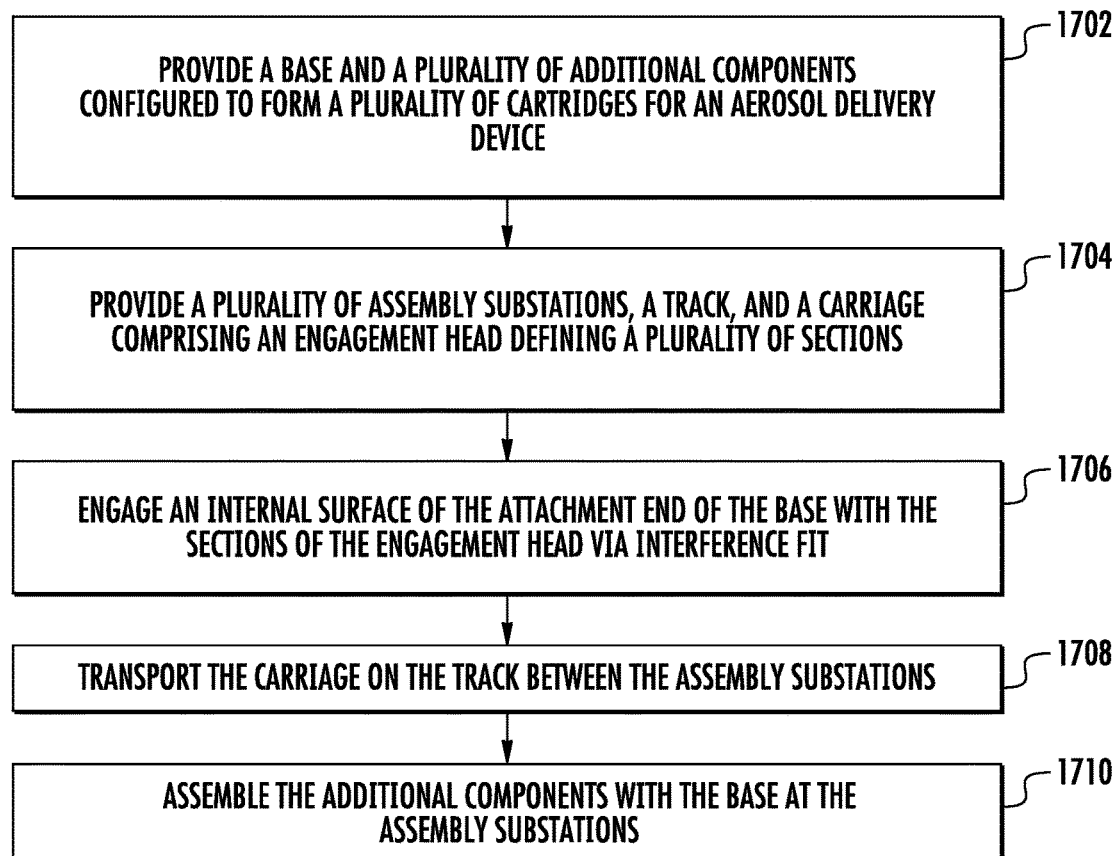 1702
PROVIDE A BASE AND A PLURALITY OF ADDITIONAL COMPONENTS
CONFIGURED TO FORM A PLURALITY OF CARTRIDGES FOR AN AEROSOL DELIVERY
DEVICE
1704
PROVIDE A PLURALITY OF ASSEMBLY SUBSTATIONS, A TRACK, AND A CARRIAGE
COMPRISING AN ENGAGEMENT HEAD DEFINING A PLURALITY OF SECTIONS
1706
ENGAGE AN INTERNAL SURFACE OF THE ATTACHMENT END OF THE BASE WITH THE
SECTIONS OF THE ENGAGEMENT HEAD VIA INTERFERENCE FIT
1708
TRANSPORT THE CARRIAGE ON THE TRACK BETWEEN THE ASSEMBLY SUBSTATIONS
1710
ASSEMBLE THE ADDITIONAL COMPONENTS WITH THE BASE AT THE
ASSEMBLY SUBSTATIONS